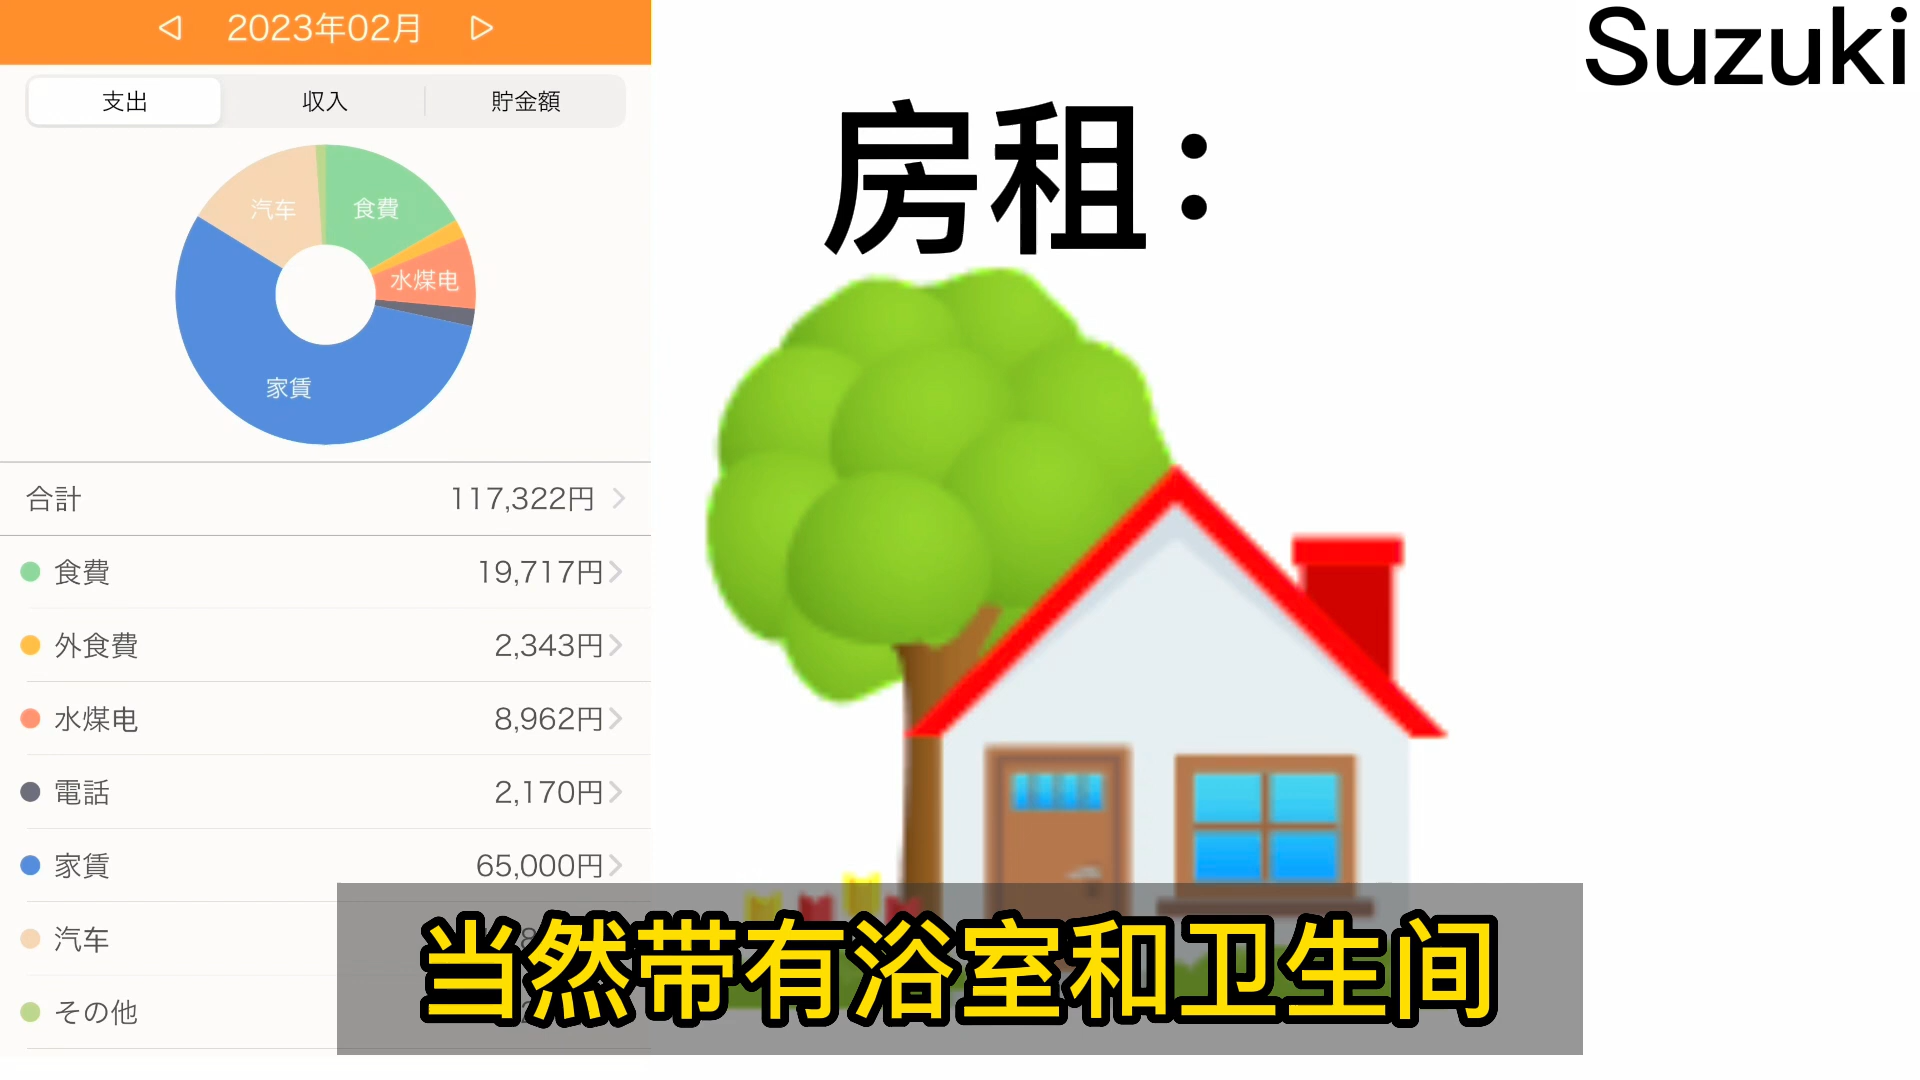 2023年02月
支出 収入 貯金額
汽车 食費
水煤电
家賃
合計 117,322円
食費 19,717円
外食費 2,343円
水煤电 8,962円
電話 2,170円
家賃 65,000円
汽车
その他
Suzuki
房租：
当然带有浴室和卫生间